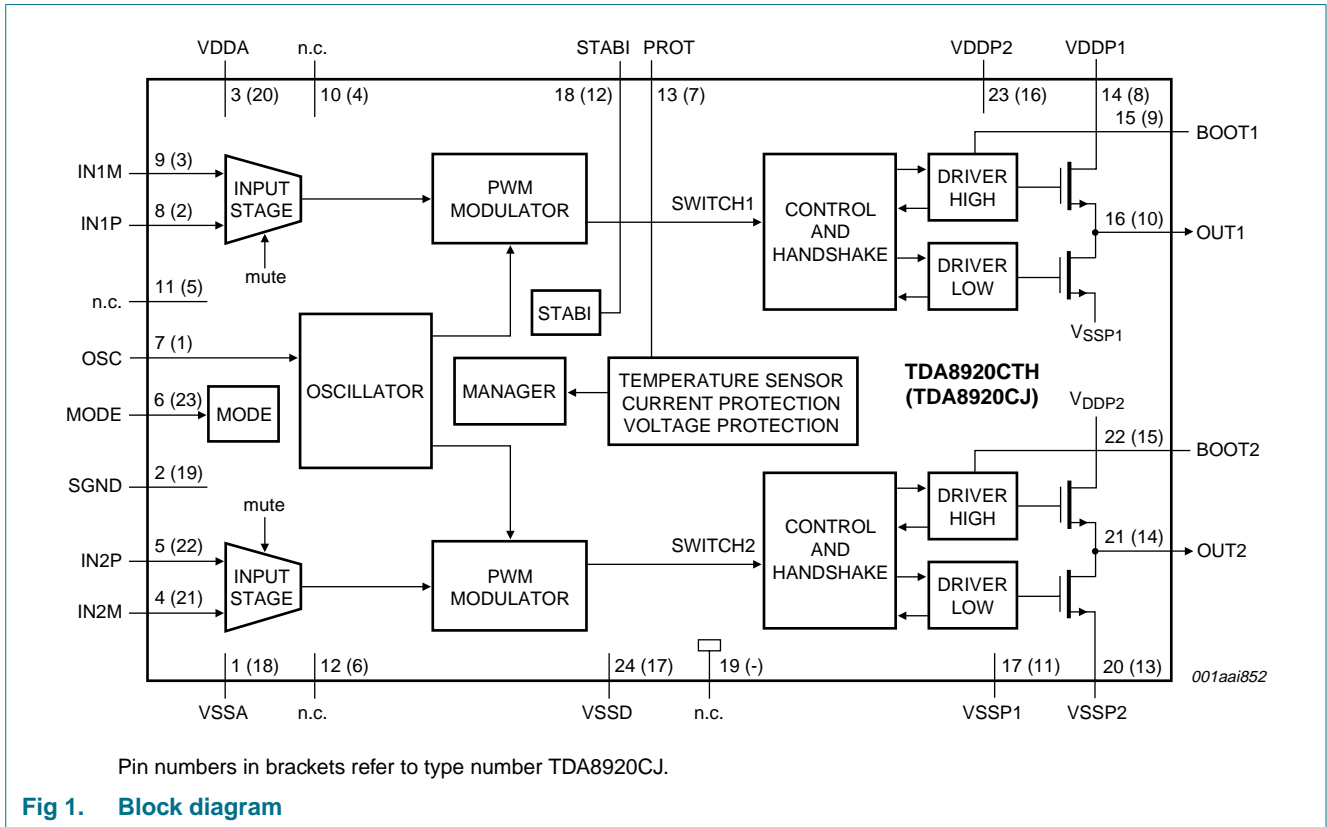 VDDA
n.c.
STABI PROT
VDDP2
VDDP1
3 (20)
10 (4)
18 (12)
13 (7)
23 (16)
14 (8)
15 (9)
BOOT1
IN1M
9 (3)
IN1P
8 (2)
INPUT
STAGE
mute
PWM
MODULATOR
SWITCH1
CONTROL
AND
HANDSHAKE
DRIVER
HIGH
DRIVER
LOW
16 (10)
OUT1
VSSP1
n.c.
11 (5)
STABI
OSC
7 (1)
OSCILLATOR
MANAGER
TEMPERATURE SENSOR
CURRENT PROTECTION
VOLTAGE PROTECTION
TDA8920CTH
(TDA8920CJ)
MODE
6 (23)
MODE
VDDP2
22 (15)
BOOT2
SGND
2 (19)
mute
IN2P
5 (22)
IN2M
4 (21)
INPUT
STAGE
PWM
MODULATOR
SWITCH2
CONTROL
AND
HANDSHAKE
DRIVER
HIGH
DRIVER
LOW
21 (14)
OUT2
1 (18)
12 (6)
24 (17)
19 (-)
17 (11)
20 (13)
001aai852
VSSA
n.c.
VSSD
n.c.
VSSP1
VSSP2
Pin numbers in brackets refer to type number TDA8920CJ.
Fig 1. Block diagram